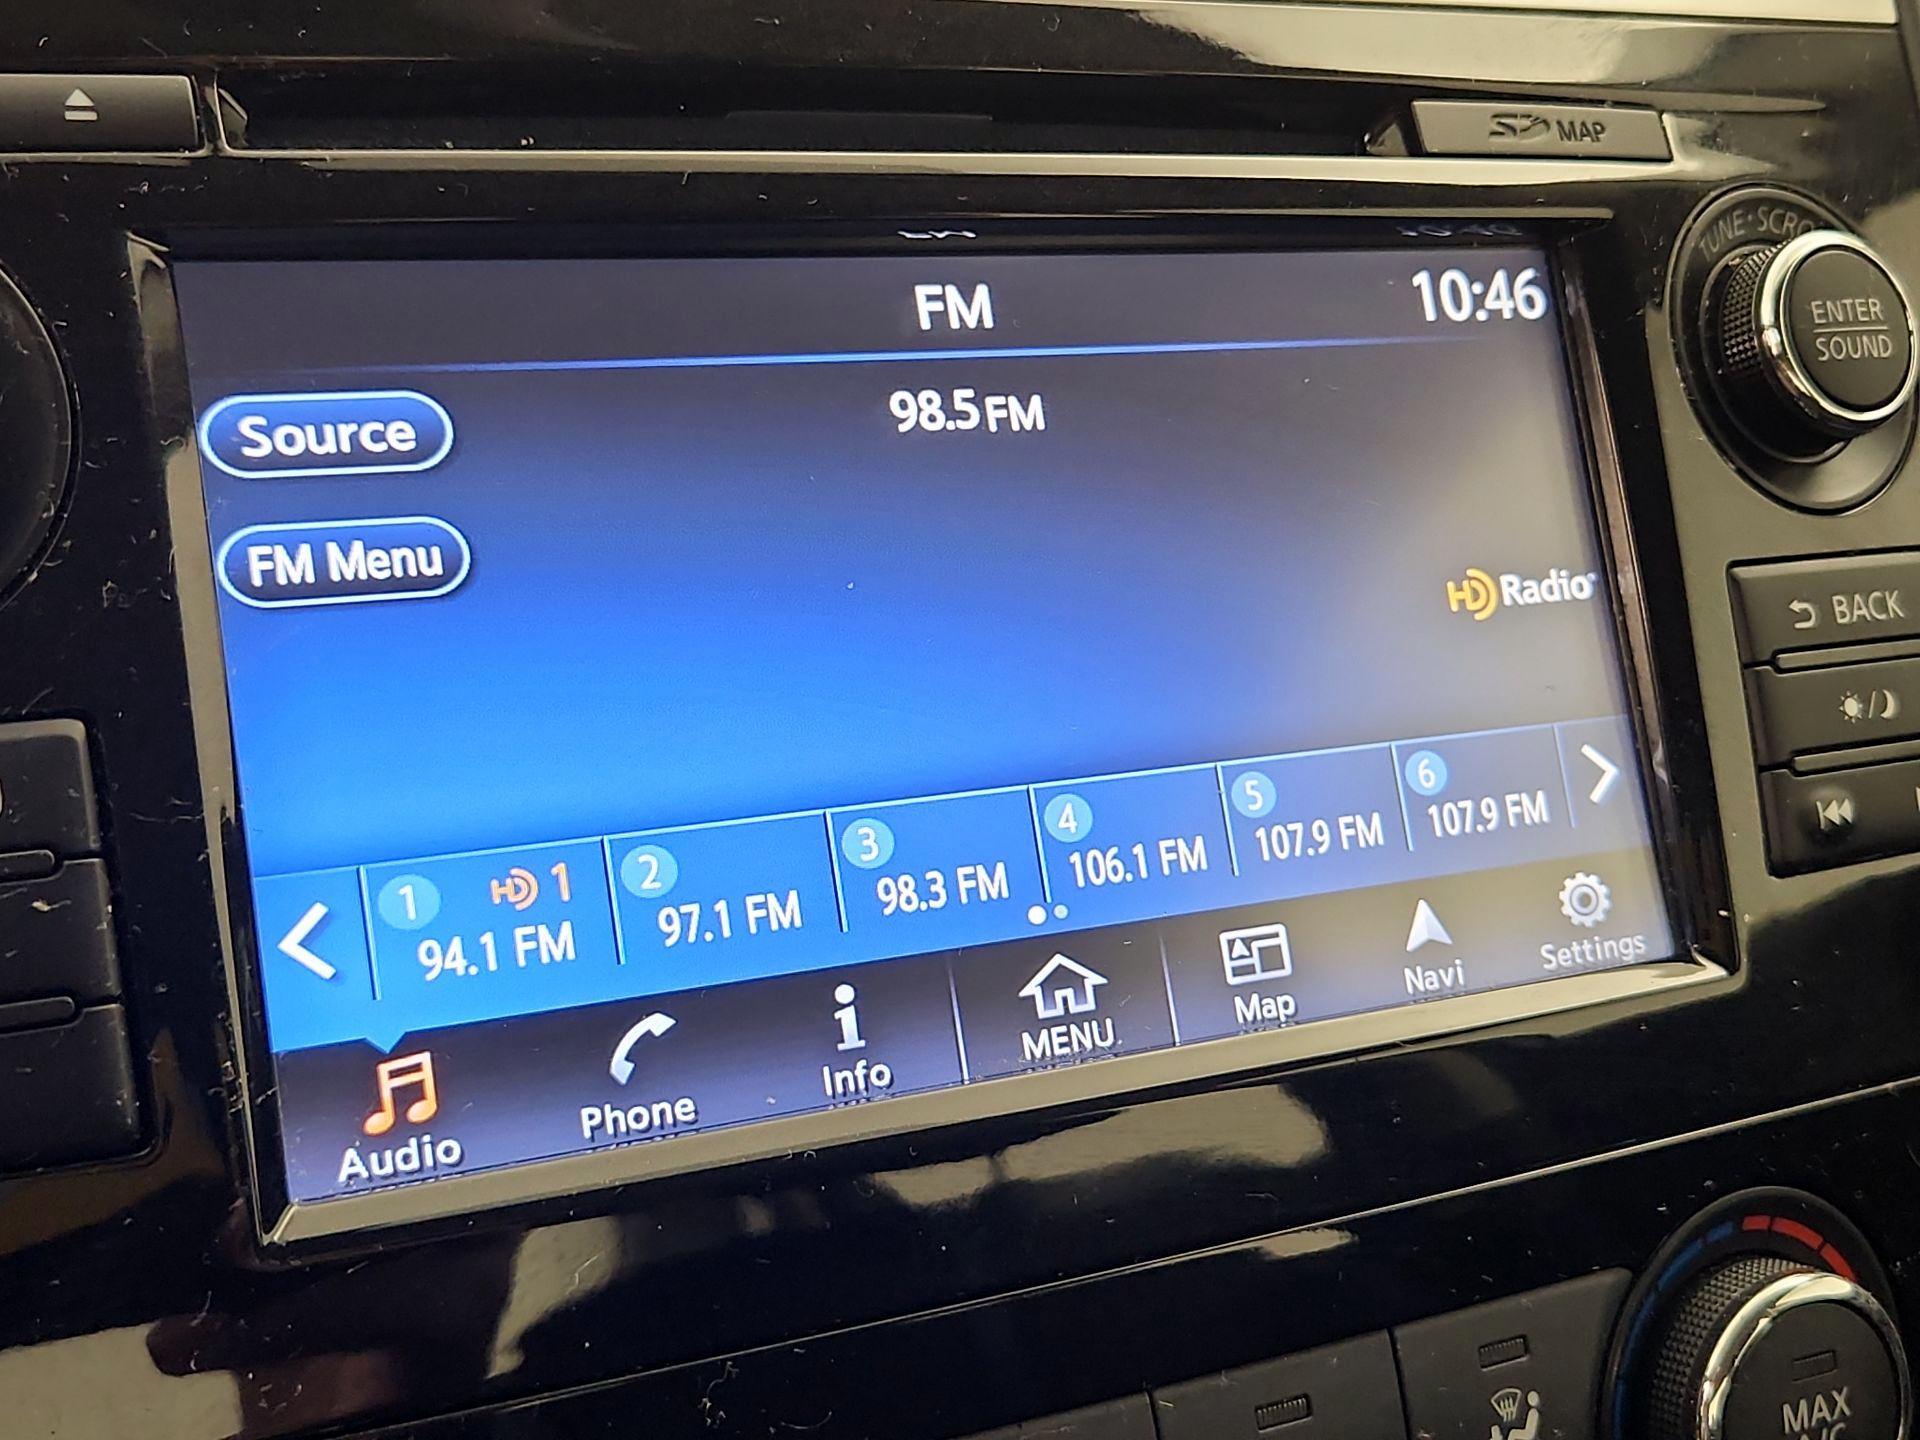 SD MAP
TUNE·SCRO
FM
10:46
ENTER
SOUND
98.5 FM
Source
FM Menu
HD Radio
BACK
1 HD 1
94.1 FM
2
97.1 FM
3
98.3 FM
4
106.1 FM
5
107.9 FM
6
107.9 FM
Audio
Phone
Info
MENU
Map
Navi
Settings
MAX
A/C